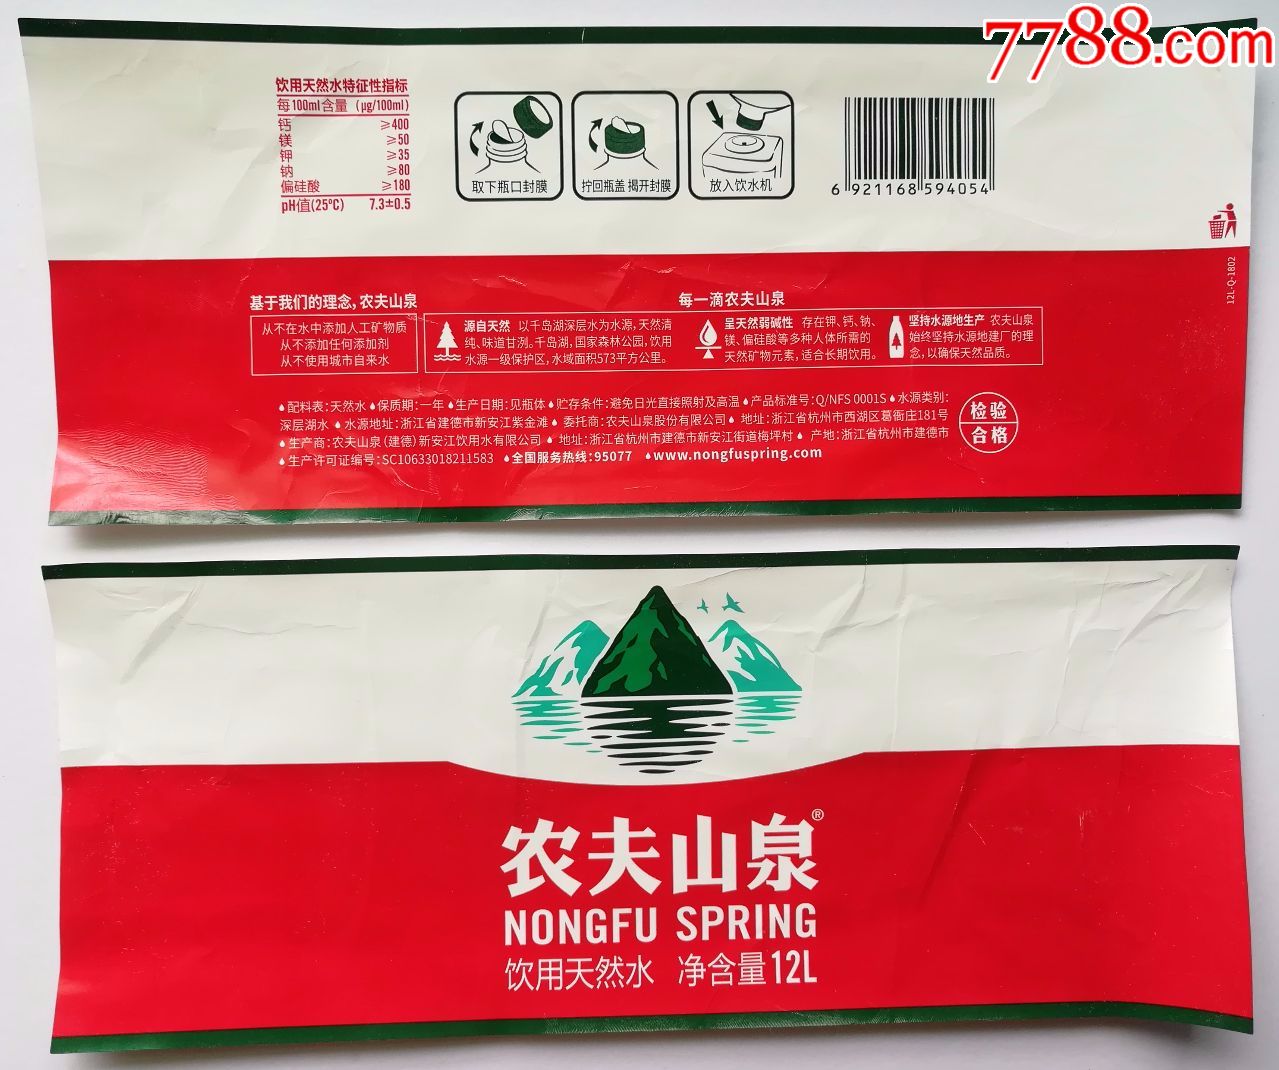 7788.com
饮用天然水特征性指标
每100ml含量 (μg/100ml)
钙 ≥400
镁 ≥50
钾 ≥35
钠 ≥80
偏硅酸 ≥180
pH值(25℃) 7.3±0.5
取下瓶口封膜
拧回瓶盖 揭开封膜
放入饮水机
6 921168 594054
12L-Q-1802
基于我们的理念,农夫山泉
从不在水中添加人工矿物质
从不添加任何添加剂
从不使用城市自来水
每一滴农夫山泉
源自天然 以千岛湖深层水为水源,天然清
纯、味道甘洌。千岛湖,国家森林公园,饮用
水源一级保护区,水域面积573平方公里。
呈天然弱碱性 存在钾、钙、钠、
镁、偏硅酸等多种人体所需的
天然矿物元素,适合长期饮用。
坚持水源地生产 农夫山泉
始终坚持水源地建厂的理
念,以确保天然品质。
配料表:天然水 保质期:一年 生产日期:见瓶体 贮存条件:避免日光直接照射及高温 产品标准号:Q/NFS 0001S 水源类别:
深层湖水 水源地址:浙江省建德市新安江紫金滩 委托商:农夫山泉股份有限公司 地址:浙江省杭州市西湖区葛衙庄181号
生产商:农夫山泉(建德)新安江饮用水有限公司 地址:浙江省杭州市建德市新安江街道梅坪村 产地:浙江省杭州市建德市
生产许可证编号:SC10633018211583 全国服务热线:95077 www.nongfuspring.com
检验
合格
农夫山泉®
NONGFU SPRING
饮用天然水 净含量12L